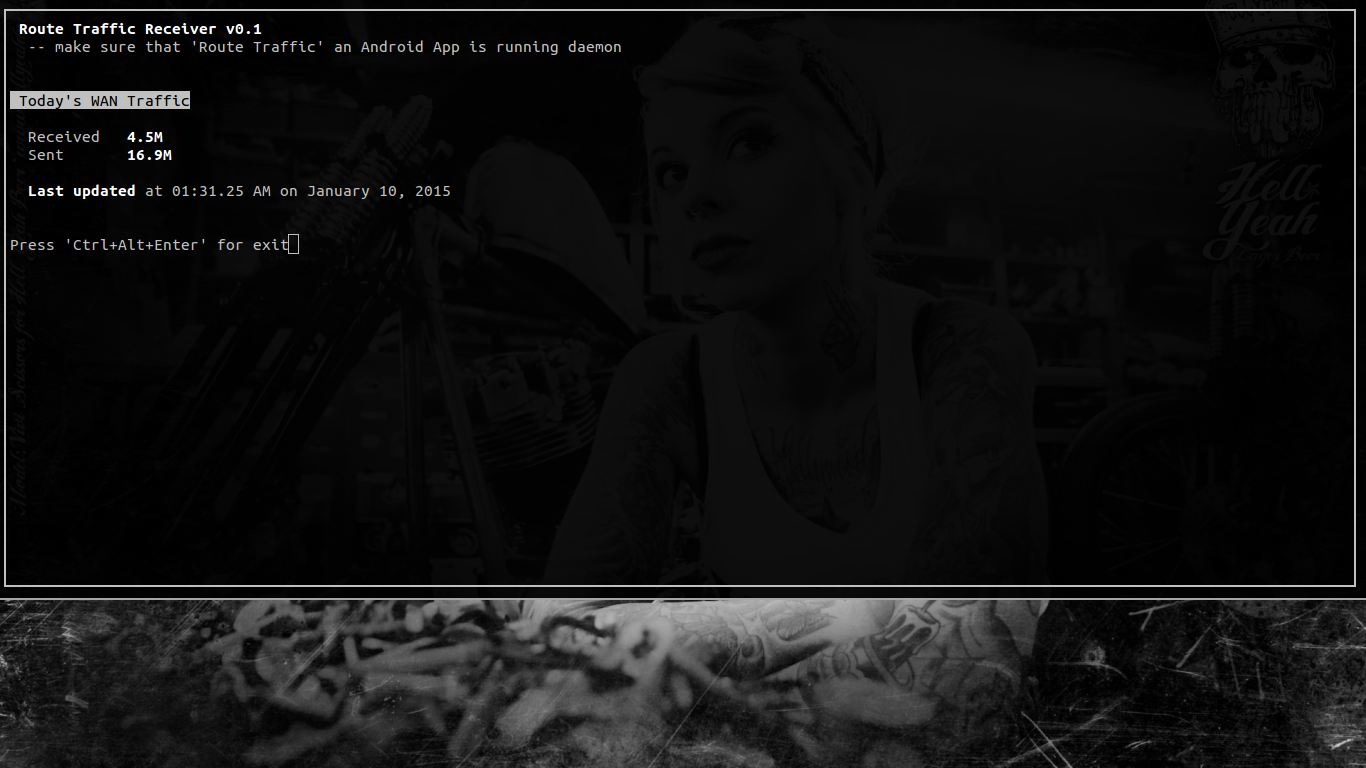 Route Traffic Receiver v0.1
-- make sure that 'Route Traffic' an Android App is running daemon
Today's WAN Traffic
Received 4.5M
Sent 16.9M
Last updated at 01:31.25 AM on January 10, 2015
Press 'Ctrl+Alt+Enter' for exit
Hell
Yeah
Lager Beer